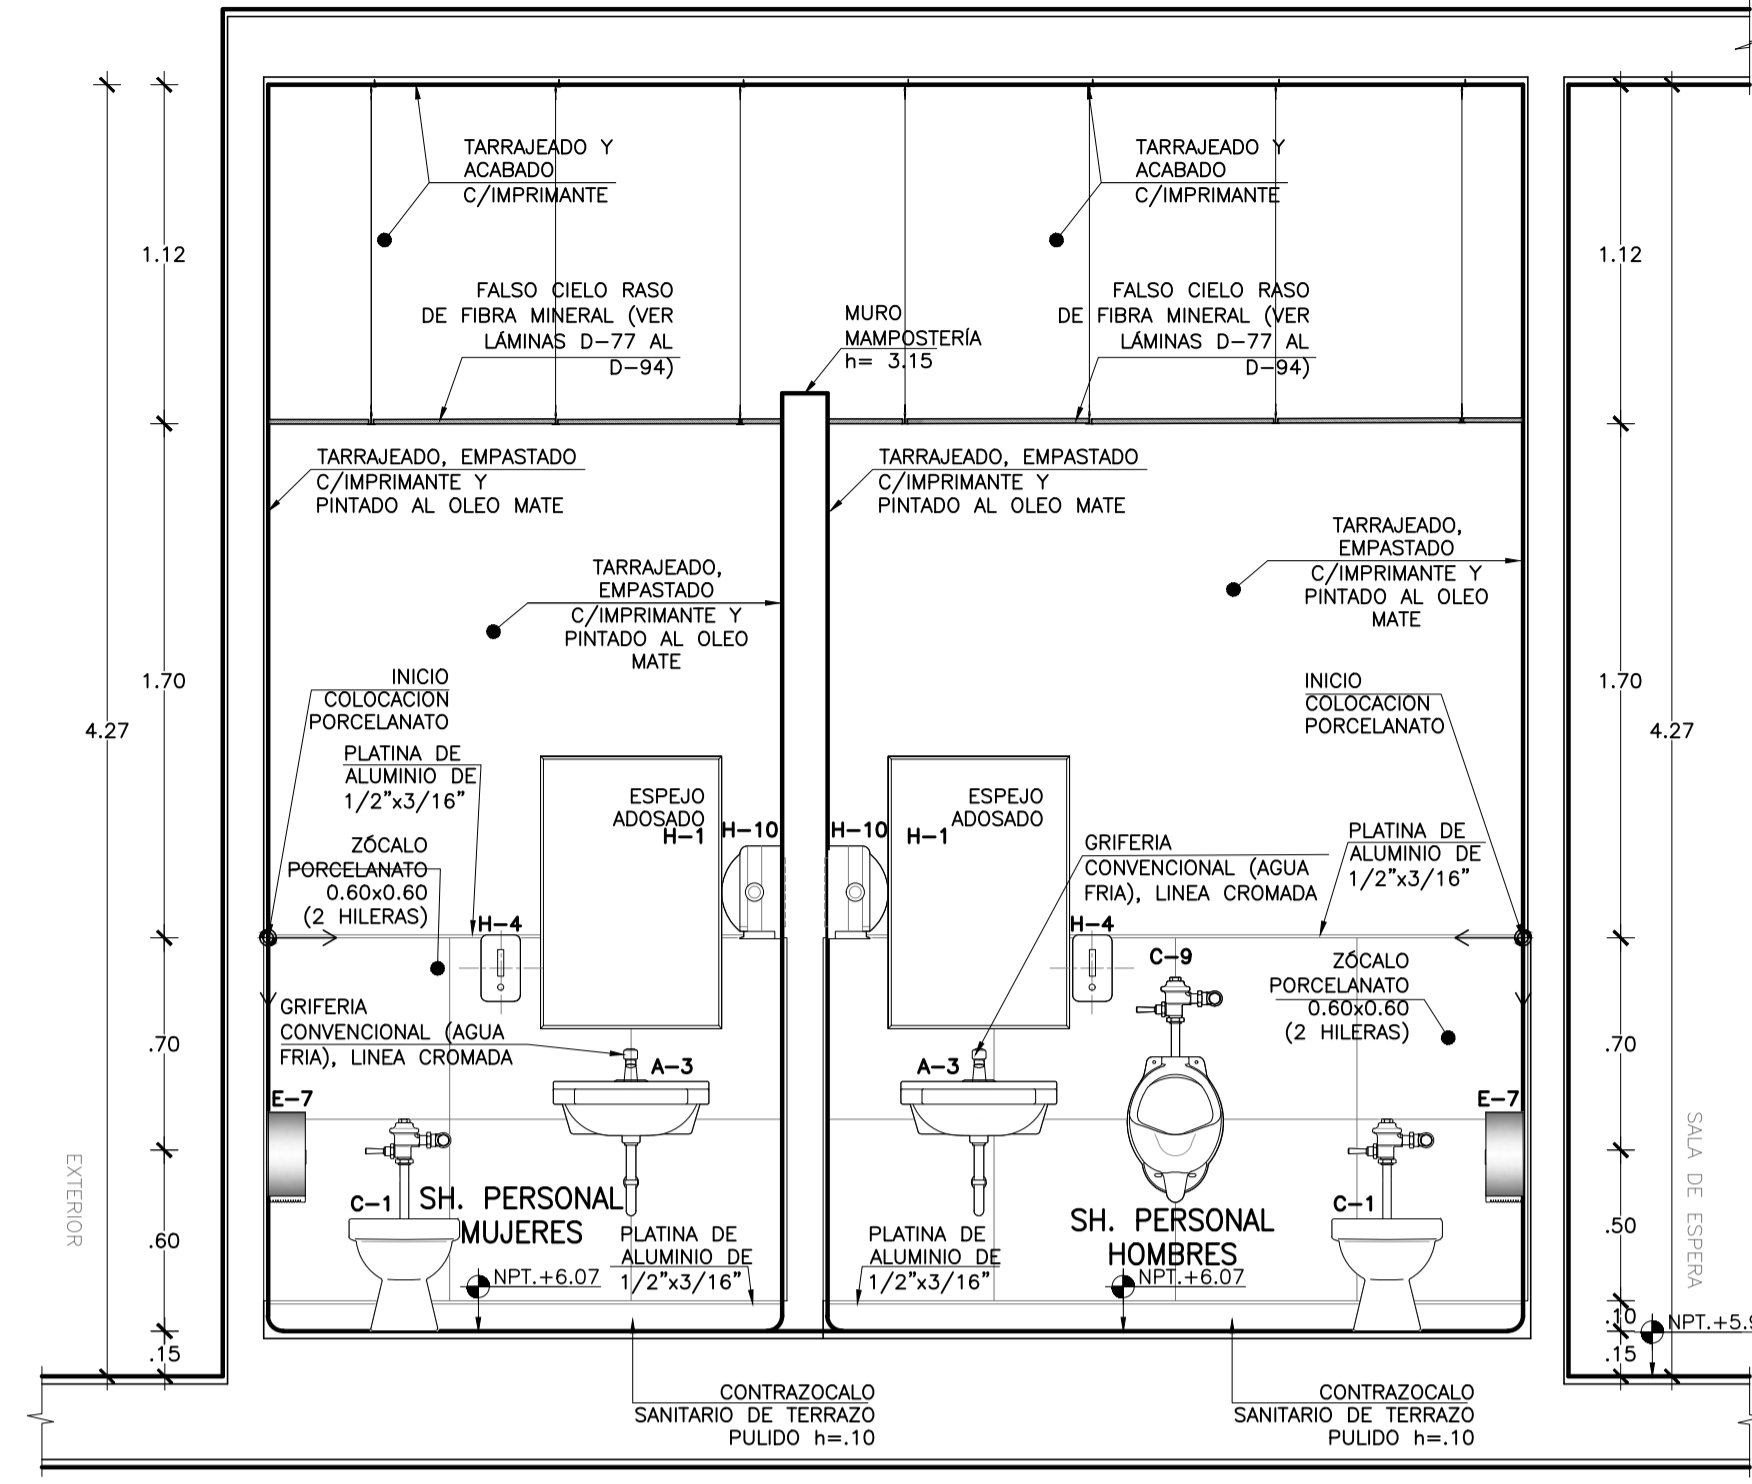 TARRAJEADO Y
ACABADO
C/IMPRIMANTE
TARRAJEADO Y
ACABADO
C/IMPRIMANTE
1.12
1.12
FALSO CIELO RASO
DE FIBRA MINERAL (VER
LÁMINAS D-77 AL
D-94)
MURO
MAMPOSTERÍA
h= 3.15
FALSO CIELO RASO
DE FIBRA MINERAL (VER
LÁMINAS D-77 AL
D-94)
TARRAJEADO, EMPASTADO
C/IMPRIMANTE Y
PINTADO AL OLEO MATE
TARRAJEADO, EMPASTADO
C/IMPRIMANTE Y
PINTADO AL OLEO MATE
TARRAJEADO,
EMPASTADO
C/IMPRIMANTE Y
PINTADO AL OLEO
MATE
TARRAJEADO,
EMPASTADO
C/IMPRIMANTE Y
PINTADO AL OLEO
MATE
1.70
4.27
1.70
4.27
INICIO
COLOCACION
PORCELANATO
INICIO
COLOCACION
PORCELANATO
PLATINA DE
ALUMINIO DE
1/2"x3/16"
ESPEJO
ADOSADO
H-1
H-10
H-10
ESPEJO
ADOSADO
H-1
GRIFERIA
CONVENCIONAL (AGUA
FRIA), LINEA CROMADA
PLATINA DE
ALUMINIO DE
1/2"x3/16"
ZÓCALO
PORCELANATO
0.60x0.60
(2 HILERAS)
H-4
H-4
C-9
ZÓCALO
PORCELANATO
0.60x0.60
(2 HILERAS)
GRIFERIA
CONVENCIONAL (AGUA
FRIA), LINEA CROMADA
.70
.70
A-3
A-3
E-7
E-7
EXTERIOR
SALA DE ESPERA
C-1
SH. PERSONAL
MUJERES
C-1
SH. PERSONAL
HOMBRES
.60
.50
PLATINA DE
ALUMINIO DE
1/2"x3/16"
PLATINA DE
ALUMINIO DE
1/2"x3/16"
NPT.+6.07
NPT.+6.07
.10
NPT.+5.9
.15
.15
CONTRAZOCALO
SANITARIO DE TERRAZO
PULIDO h=.10
CONTRAZOCALO
SANITARIO DE TERRAZO
PULIDO h=.10